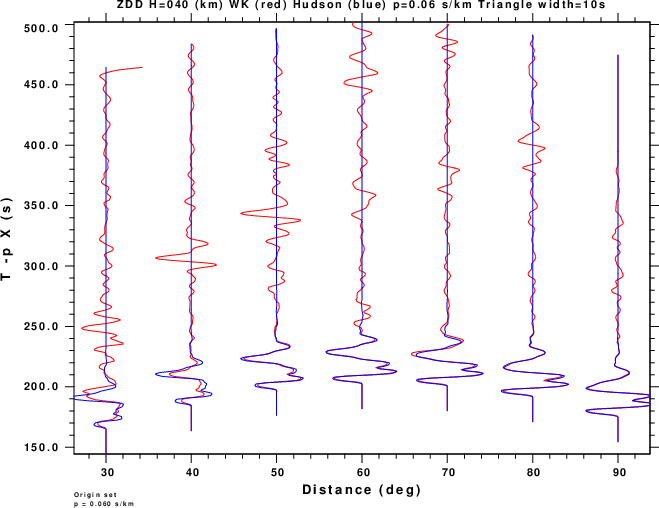 ZDD H=040 (km) WK (red) Hudson (blue) p=0.06 s/km Triangle width=10s
500.0
450.0
400.0
350.0
300.0
250.0
200.0
150.0
T -p X (s)
30 40 50 60 70 80 90
Distance (deg)
Origin set
p = 0.060 s/km